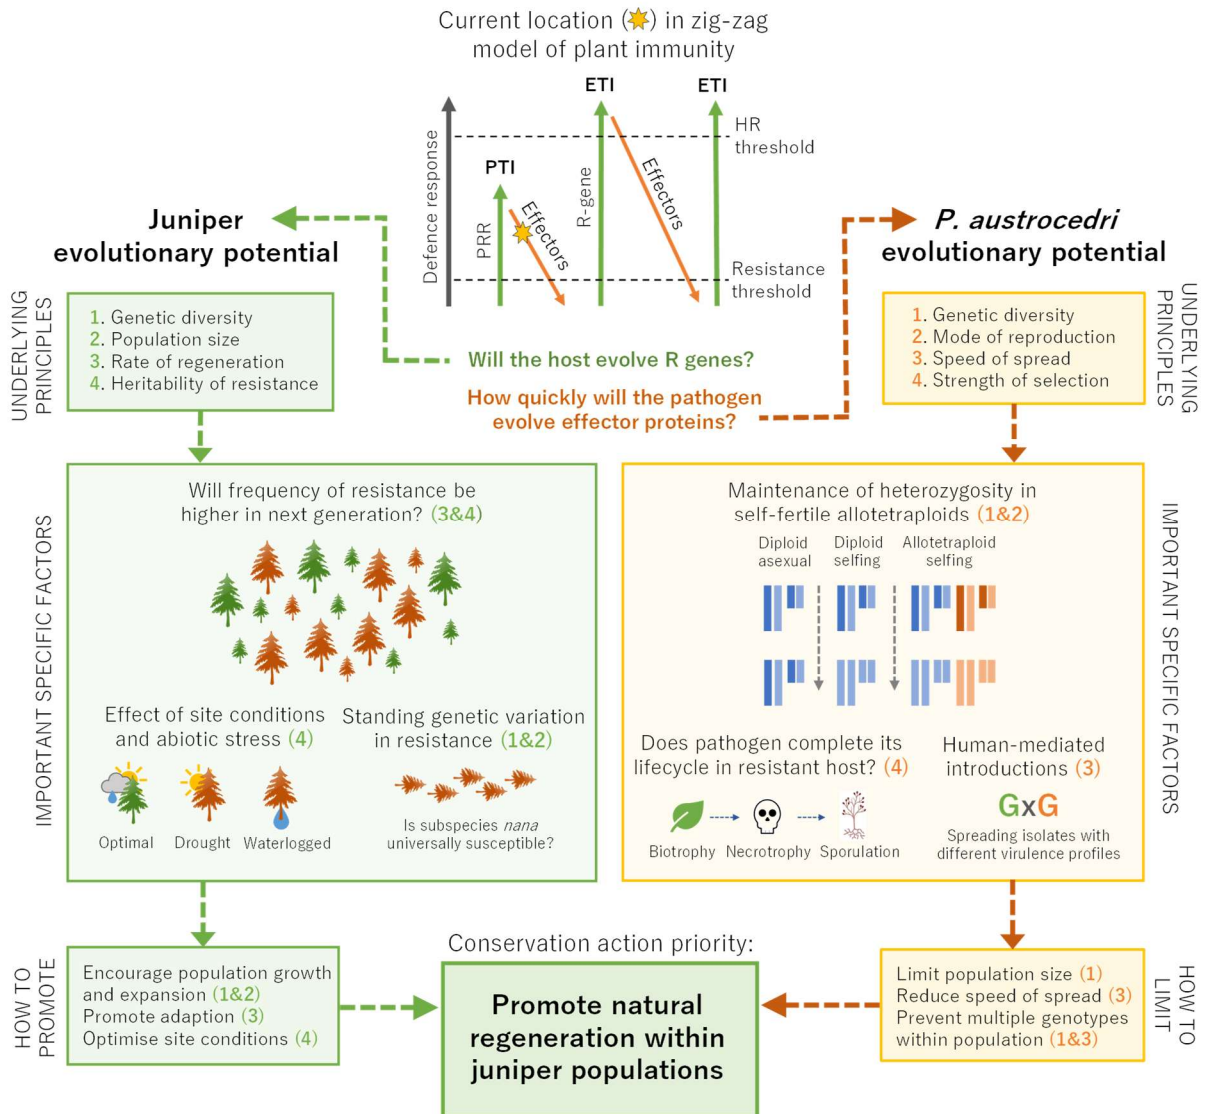 Current location ( ) in zig-zag
model of plant immunity
ETI
ETI
PTI
HR
threshold
Defence response
PRR
Effectors
R-gene
Effectors
Resistance
threshold
Juniper
evolutionary potential
P. austrocedri
evolutionary potential
UNDERLYING
PRINCIPLES
1. Genetic diversity
2. Population size
3. Rate of regeneration
4. Heritability of resistance
Will the host evolve R genes?
How quickly will the pathogen
evolve effector proteins?
1. Genetic diversity
2. Mode of reproduction
3. Speed of spread
4. Strength of selection
UNDERLYING
PRINCIPLES
IMPORTANT SPECIFIC FACTORS
Will frequency of resistance be
higher in next generation? (3&4)
Effect of site conditions
and abiotic stress (4)
Optimal
Drought
Waterlogged
Standing genetic variation
in resistance (1&2)
Is subspecies nana
universally susceptible?
Maintenance of heterozygosity in
self-fertile allotetraploids (1&2)
Diploid
asexual
Diploid
selfing
Allotetraploid
selfing
Does pathogen complete its
lifecycle in resistant host? (4)
Biotrophy
Necrotrophy
Sporulation
Human-mediated
introductions (3)
GxG
Spreading isolates with
different virulence profiles
IMPORTANT SPECIFIC FACTORS
HOW TO
PROMOTE
Encourage population growth
and expansion (1&2)
Promote adaption (3)
Optimise site conditions (4)
Conservation action priority:
Promote natural
regeneration within
juniper populations
Limit population size (1)
Reduce speed of spread (3)
Prevent multiple genotypes
within population (1&3)
HOW TO
LIMIT